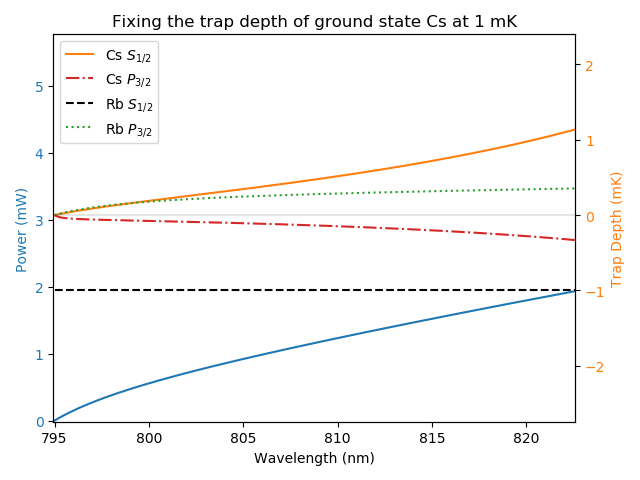 Fixing the trap depth of ground state Cs at 1 mK
Cs S1/2
Cs P3/2
Rb S1/2
Rb P3/2
Power (mW)
5
4
3
2
1
0
2
1
0
−1
−2
Trap Depth (mK)
795 800 805 810 815 820
Wavelength (nm)